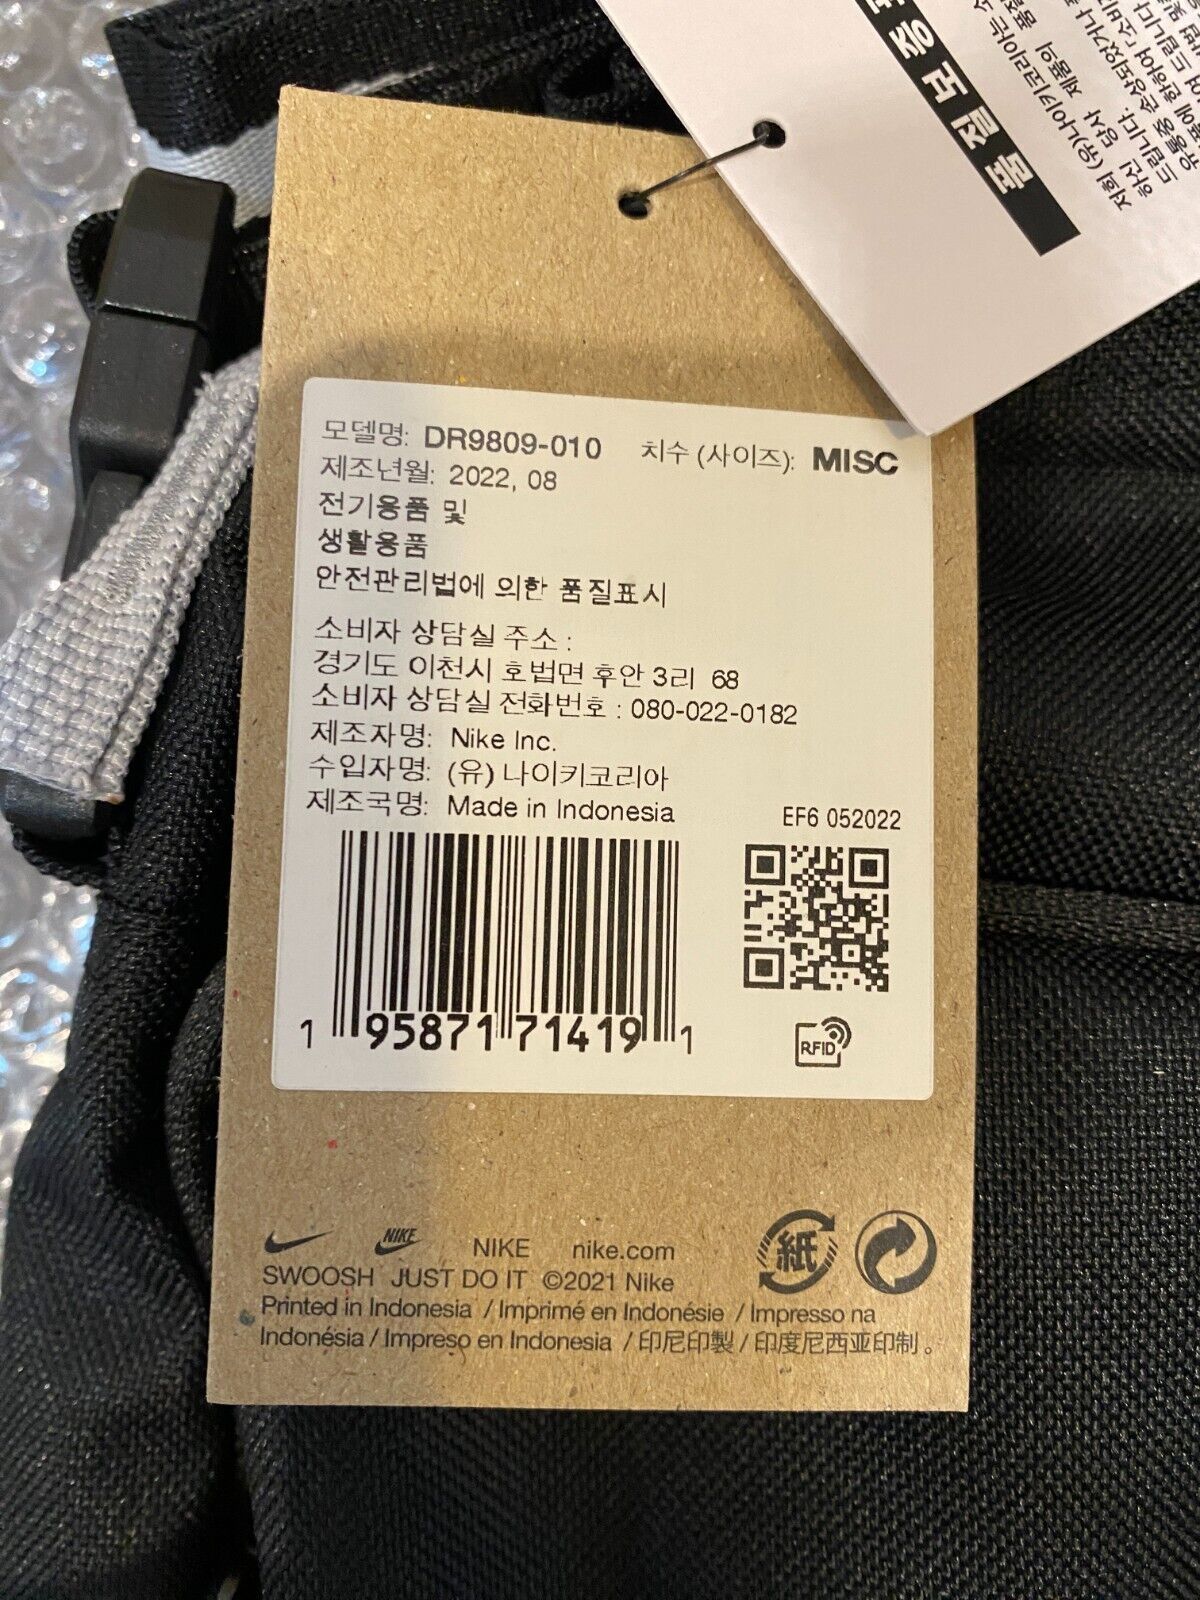 품질보증
모델명: DR9809-010 치수 (사이즈): MISC
제조년월: 2022, 08
전기용품 및
생활용품
안전관리법에 의한 품질표시
소비자 상담실 주소 :
경기도 이천시 호법면 후안 3리 68
소비자 상담실 전화번호 : 080-022-0182
제조자명: Nike Inc.
수입자명: (유) 나이키코리아
제조국명: Made in Indonesia
EF6 052022
1 95871 71419 1
RFID
NIKE NIKE nike.com
SWOOSH JUST DO IT ©2021 Nike
紙
Printed in Indonesia / Imprimé en Indonésie / Impresso na
Indonésia / Impreso en Indonesia / 印尼印製 / 印度尼西亚印制。